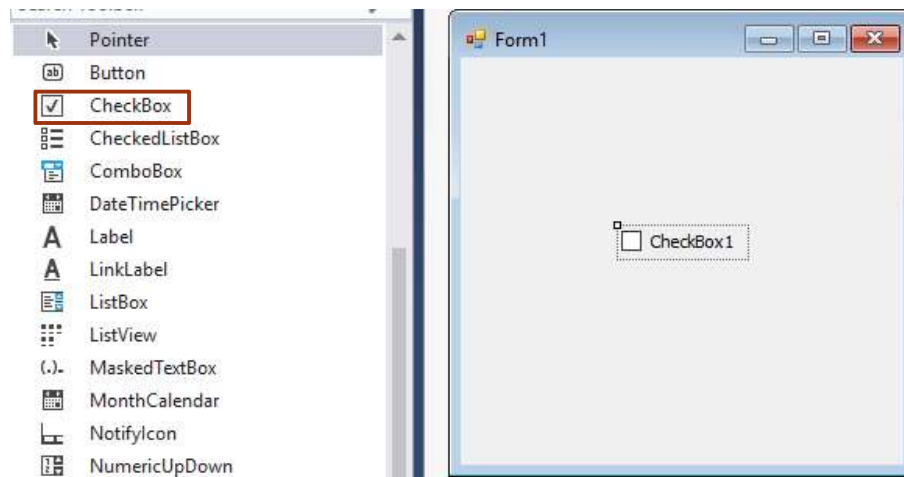 Pointer
Button
CheckBox
CheckedListBox
ComboBox
DateTimePicker
Label
LinkLabel
ListBox
ListView
MaskedTextBox
MonthCalendar
NotifyIcon
NumericUpDown
Form1
CheckBox1